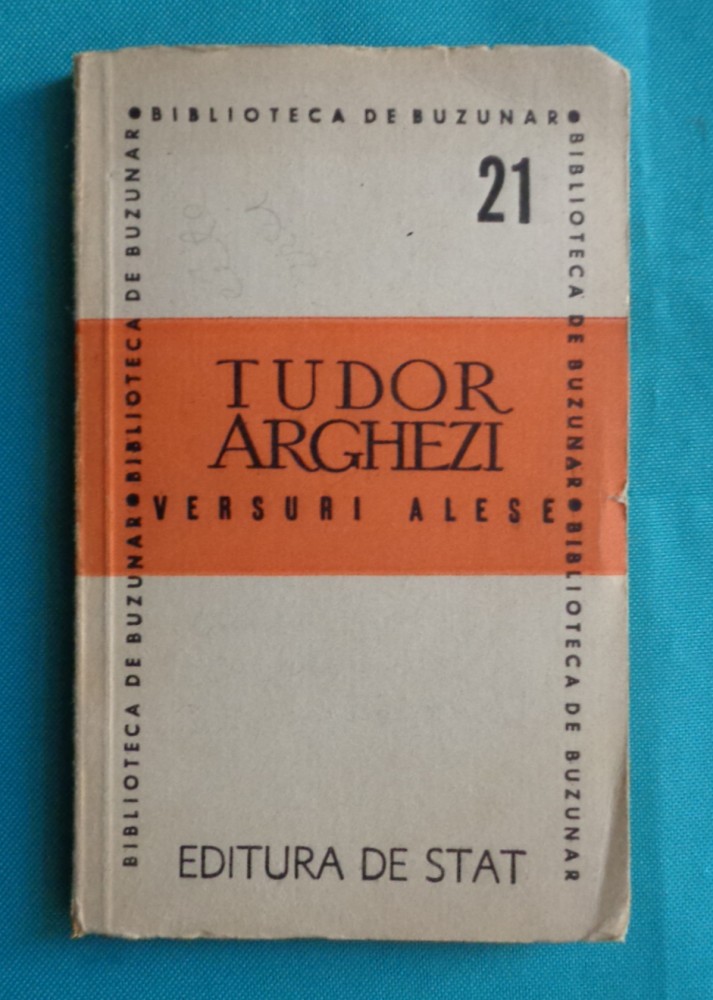 ●BIBLIOTECA DE BUZUNAR●
BIBLIOTECA DE BUZUNAR●BIBLIOTECA DE BUZUNAR
BIBLIOTECA DE BUZUNAR●BIBLIOTECA DE BUZUNAR
21
TUDOR
ARGHEZI
VERSURI ALESE
EDITURA DE STAT